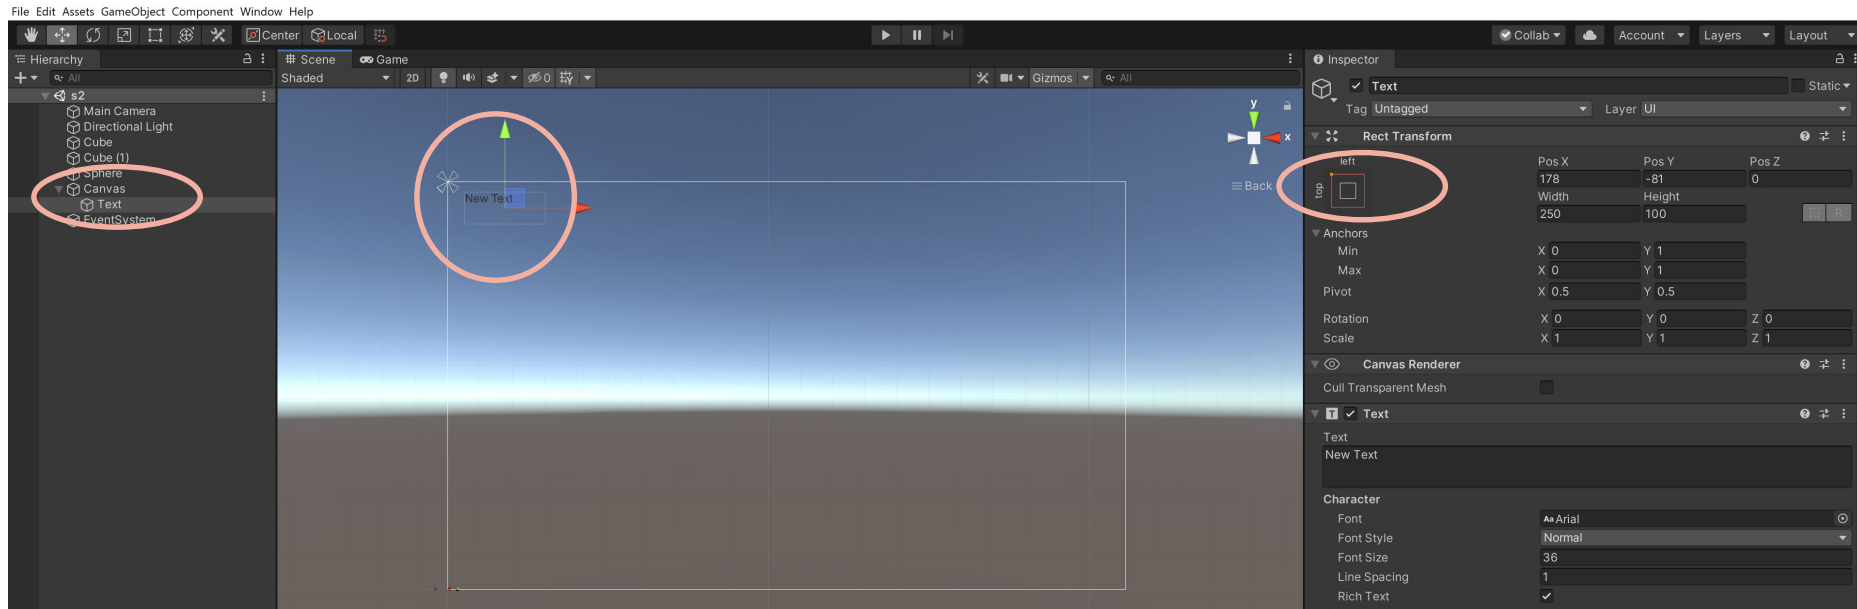 File Edit Assets GameObject Component Window Help
Center Local
Collab Account Layers Layout
Hierarchy
All
s2
Main Camera
Directional Light
Cube
Cube (1)
Sphere
Canvas
Text
EventSystem
Scene Game
Shaded 2D 0 Gizmos All
y
x
Back
New Text
Inspector
Text Static
Tag Untagged Layer UI
Rect Transform
left
top
Pos X Pos Y Pos Z
178 -81 0
Width Height
250 100
R
Anchors
Min X 0 Y 1
Max X 0 Y 1
Pivot X 0.5 Y 0.5
Rotation X 0 Y 0 Z 0
Scale X 1 Y 1 Z 1
Canvas Renderer
Cull Transparent Mesh
T Text
Text
New Text
Character
Font Aa Arial
Font Style Normal
Font Size 36
Line Spacing 1
Rich Text